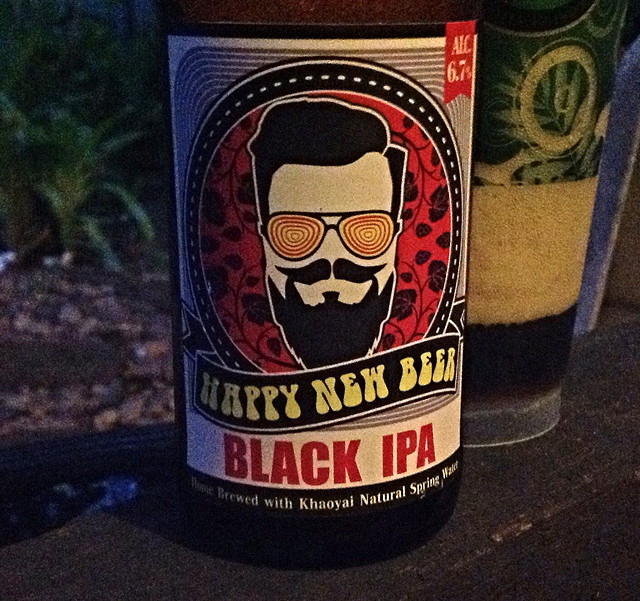 ALC.
6.7%
HAPPY NEW BEER
BLACK IPA
Home Brewed with Khaoyai Natural Spring Water